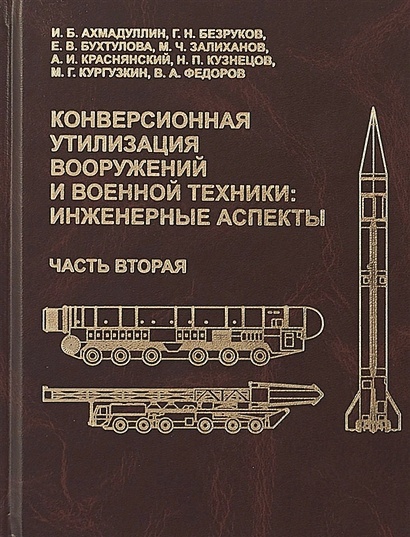 И. Б. АХМАДУЛЛИН, Г. Н. БЕЗРУКОВ,
Е. В. БУХТУЛОВА, М. Ч. ЗАЛИХАНОВ,
А. И. КРАСНЯНСКИЙ, Н. П. КУЗНЕЦОВ,
М. Г. КУРГУЗКИН, В. А. ФЕДОРОВ
КОНВЕРСИОННАЯ
УТИЛИЗАЦИЯ
ВООРУЖЕНИЙ
И ВОЕННОЙ ТЕХНИКИ:
ИНЖЕНЕРНЫЕ АСПЕКТЫ
ЧАСТЬ ВТОРАЯ